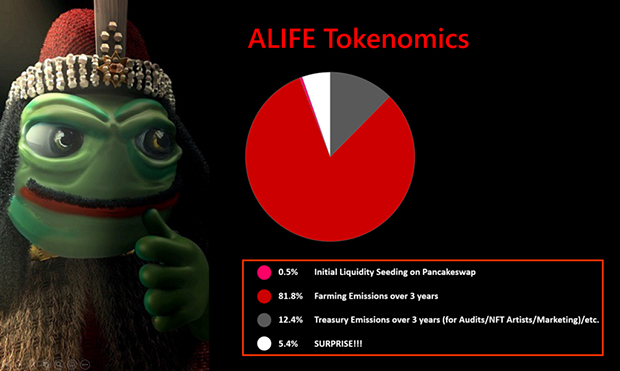 ALIFE Tokenomics
0.5% Initial Liquidity Seeding on Pancakeswap
81.8% Farming Emissions over 3 years
12.4% Treasury Emissions over 3 years (for Audits/NFT Artists/Marketing)/etc.
5.4% SURPRISE!!!